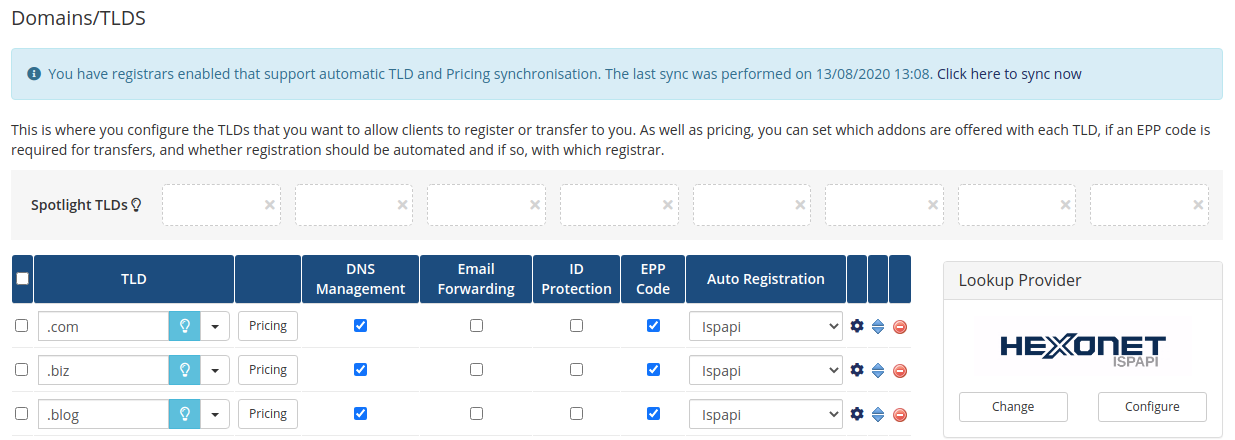 Domains/TLDS
You have registrars enabled that support automatic TLD and Pricing synchronisation. The last sync was performed on 13/08/2020 13:08. Click here to sync now
This is where you configure the TLDs that you want to allow clients to register or transfer to you. As well as pricing, you can set which addons are offered with each TLD, if an EPP code is
required for transfers, and whether registration should be automated and if so, with which registrar.
Spotlight TLDs
TLD DNS Management Email Forwarding ID Protection EPP Code Auto Registration
.com Pricing Ispapi
.biz Pricing Ispapi
.blog Pricing Ispapi
Lookup Provider
HEXONET
ISPAPI
Change Configure